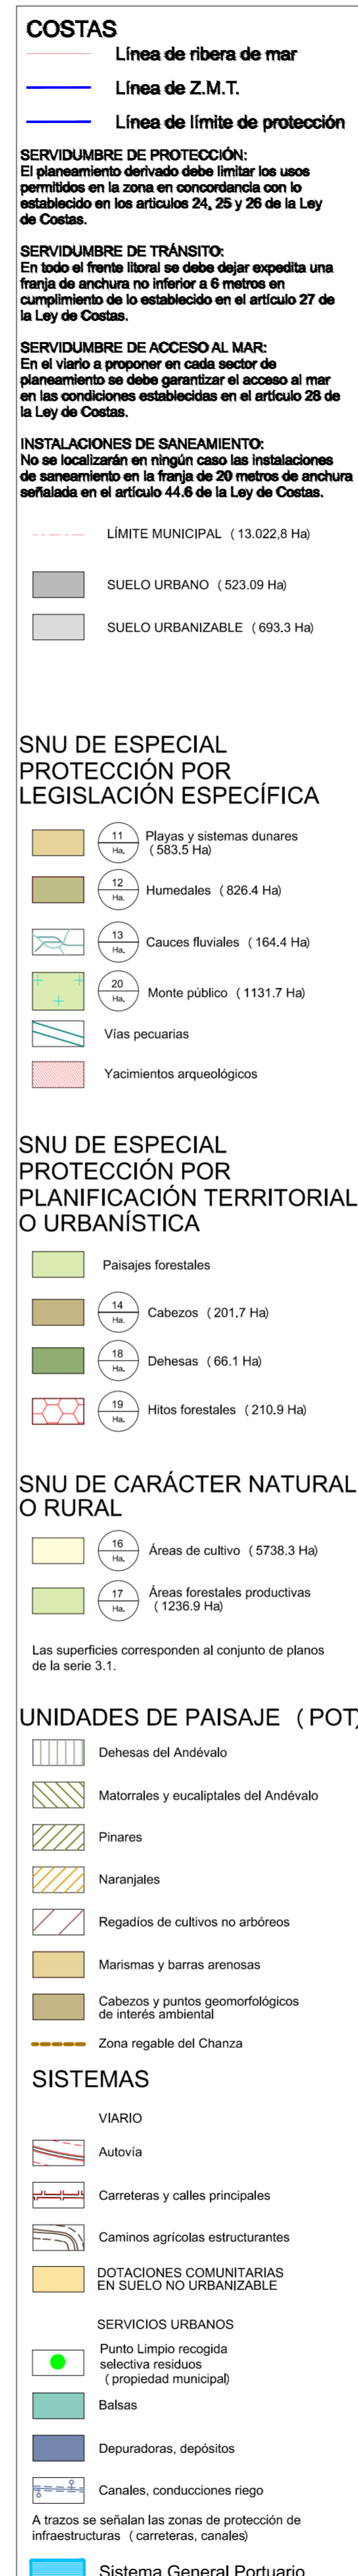 COSTAS
Línea de ribera de mar
Línea de Z.M.T.
Línea de límite de protección
SERVIDUMBRE DE PROTECCIÓN:
El planeamiento derivado debe limitar los usos
permitidos en la zona en concordancia con lo
establecido en los articulos 24, 25 y 26 de la Ley
de Costas.
SERVIDUMBRE DE TRÁNSITO:
En todo el frente litoral se debe dejar expedita una
franja de anchura no inferior a 6 metros en
cumplimiento de lo establecido en el artículo 27 de
la Ley de Costas.
SERVIDUMBRE DE ACCESO AL MAR:
En el viario a proponer en cada sector de
planeamiento se debe garantizar el acceso al mar
en las condiciones establecidas en el artículo 28 de
la Ley de Costas.
INSTALACIONES DE SANEAMIENTO:
No se localizarán en ningún caso las instalaciones
de saneamiento en la franja de 20 metros de anchura
señalada en el artículo 44.6 de la Ley de Costas.
LÍMITE MUNICIPAL ( 13.022,8 Ha)
SUELO URBANO ( 523.09 Ha)
SUELO URBANIZABLE ( 693.3 Ha)
SNU DE ESPECIAL
PROTECCIÓN POR
LEGISLACIÓN ESPECÍFICA
11
Ha.
Playas y sistemas dunares
( 583.5 Ha)
12
Ha.
Humedales ( 826.4 Ha)
13
Ha.
Cauces fluviales ( 164.4 Ha)
20
Ha.
Monte público ( 1131.7 Ha)
Vías pecuarias
Yacimientos arqueológicos
SNU DE ESPECIAL
PROTECCIÓN POR
PLANIFICACIÓN TERRITORIAL
O URBANÍSTICA
Paisajes forestales
14
Ha.
Cabezos ( 201.7 Ha)
18
Ha.
Dehesas ( 66.1 Ha)
19
Ha.
Hitos forestales ( 210.9 Ha)
SNU DE CARÁCTER NATURAL
O RURAL
16
Ha.
Áreas de cultivo ( 5738.3 Ha)
17
Ha.
Áreas forestales productivas
( 1236.9 Ha)
Las superficies corresponden al conjunto de planos
de la serie 3.1.
UNIDADES DE PAISAJE ( POT)
Dehesas del Andévalo
Matorrales y eucaliptales del Andévalo
Pinares
Naranjales
Regadíos de cultivos no arbóreos
Marismas y barras arenosas
Cabezos y puntos geomorfológicos
de interés ambiental
Zona regable del Chanza
SISTEMAS
VIARIO
Autovía
Carreteras y calles principales
Caminos agrícolas estructurantes
DOTACIONES COMUNITARIAS
EN SUELO NO URBANIZABLE
SERVICIOS URBANOS
Punto Limpio recogida
selectiva residuos
( propiedad municipal)
Balsas
Depuradoras, depósitos
Canales, conducciones riego
A trazos se señalan las zonas de protección de
infraestructuras ( carreteras, canales)
Sistema General Portuario